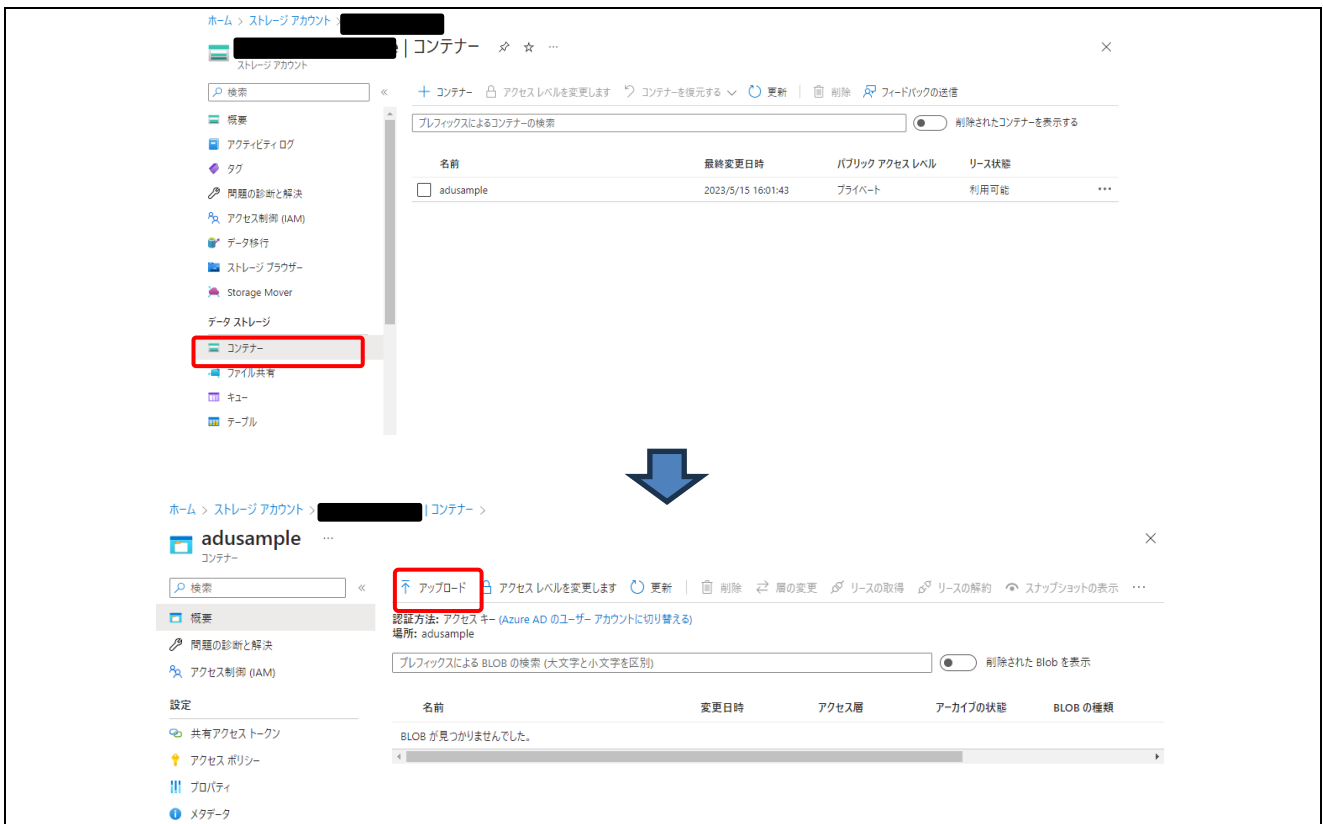 ホーム > ストレージ アカウント >
| コンテナー ...
ストレージ アカウント
検索 «
+ コンテナー アクセス レベルを変更します コンテナーを復元する 更新 | 削除 フィードバックの送信
プレフィックスによるコンテナーの検索 削除されたコンテナーを表示する
名前 最終変更日時 パブリック アクセス レベル リース状態
adusample 2023/5/15 16:01:43 プライベート 利用可能 ...
概要
アクティビティ ログ
タグ
問題の診断と解決
アクセス制御 (IAM)
データ移行
ストレージ ブラウザー
Storage Mover
データ ストレージ
コンテナー
ファイル共有
キュー
テーブル
ホーム > ストレージ アカウント > | コンテナー >
adusample ...
コンテナー
検索 «
アップロード アクセス レベルを変更します 更新 | 削除 層の変更 リースの取得 リースの解約 スナップショットの表示 ...
認証方法: アクセス キー (Azure AD のユーザー アカウントに切り替える)
場所: adusample
プレフィックスによる BLOB の検索 (大文字と小文字を区別) 削除された Blob を表示
名前 変更日時 アクセス層 アーカイブの状態 BLOB の種類
BLOB が見つかりませんでした。
概要
問題の診断と解決
アクセス制御 (IAM)
設定
共有アクセス トークン
アクセス ポリシー
プロパティ
メタデータ